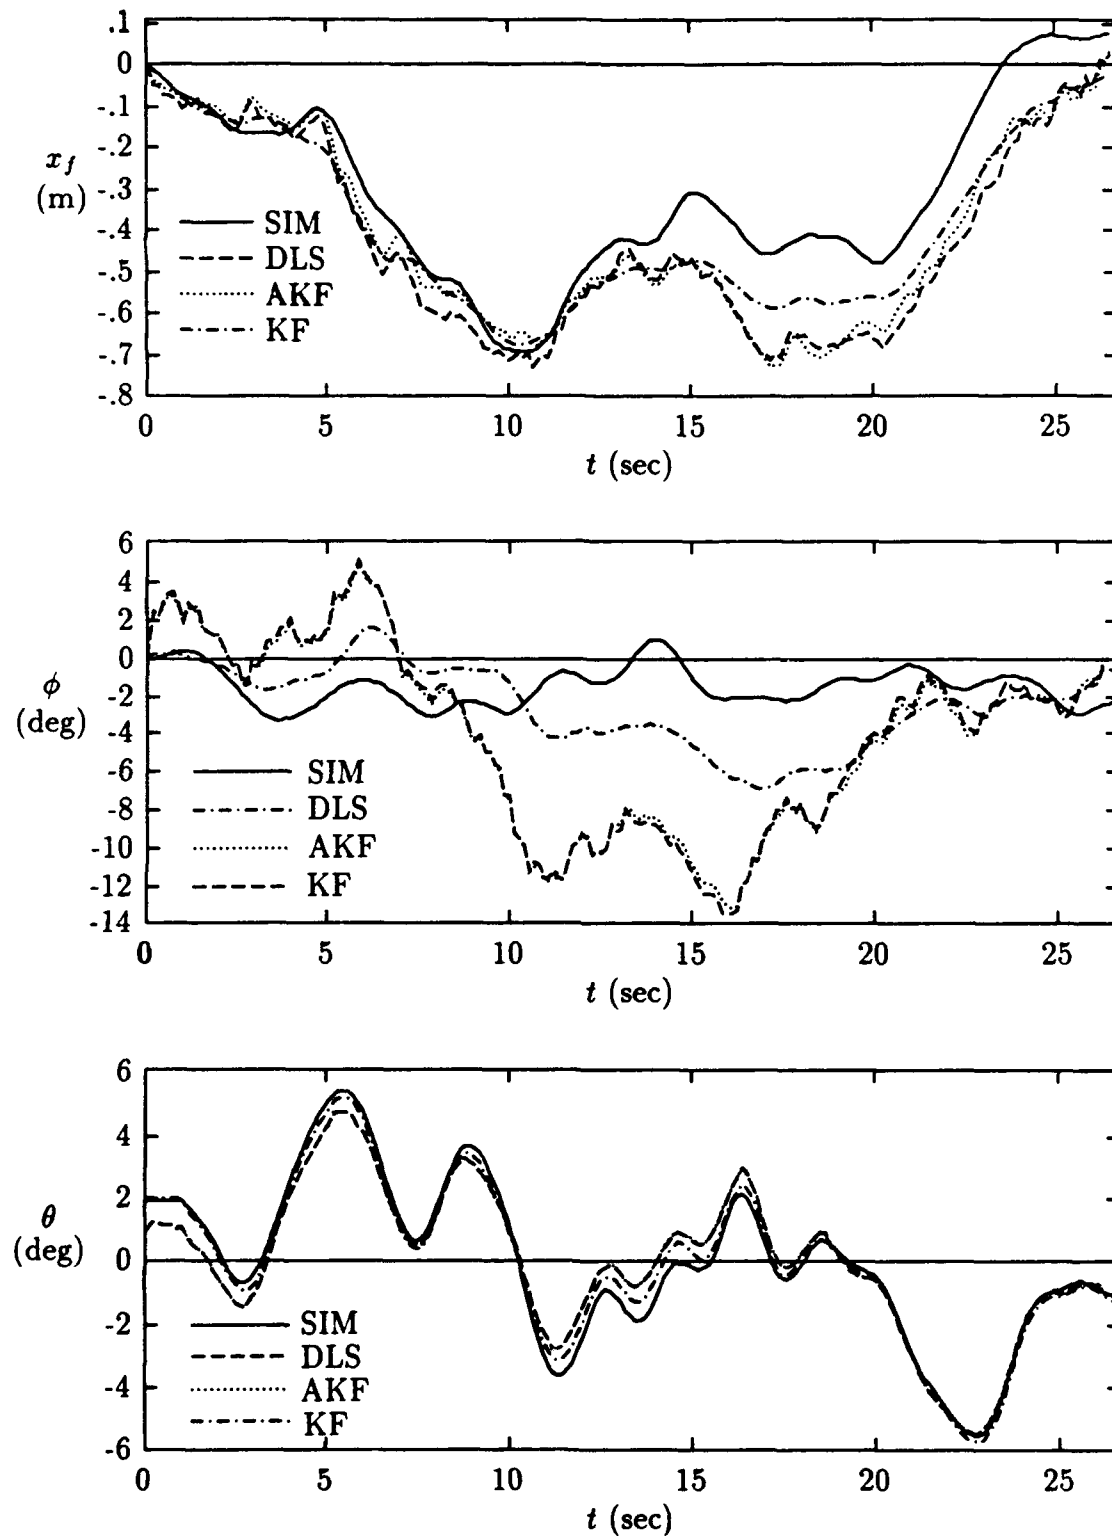 .1
0
-.1
-.2
-.3
-.4
-.5
-.6
-.7
-.8
x_f
(m)
SIM
DLS
AKF
KF
0 5 10 15 20 25
t (sec)
6
4
2
0
-2
-4
-6
-8
-10
-12
-14
ϕ
(deg)
SIM
DLS
AKF
KF
0 5 10 15 20 25
t (sec)
6
4
2
0
-2
-4
-6
θ
(deg)
SIM
DLS
AKF
KF
0 5 10 15 20 25
t (sec)